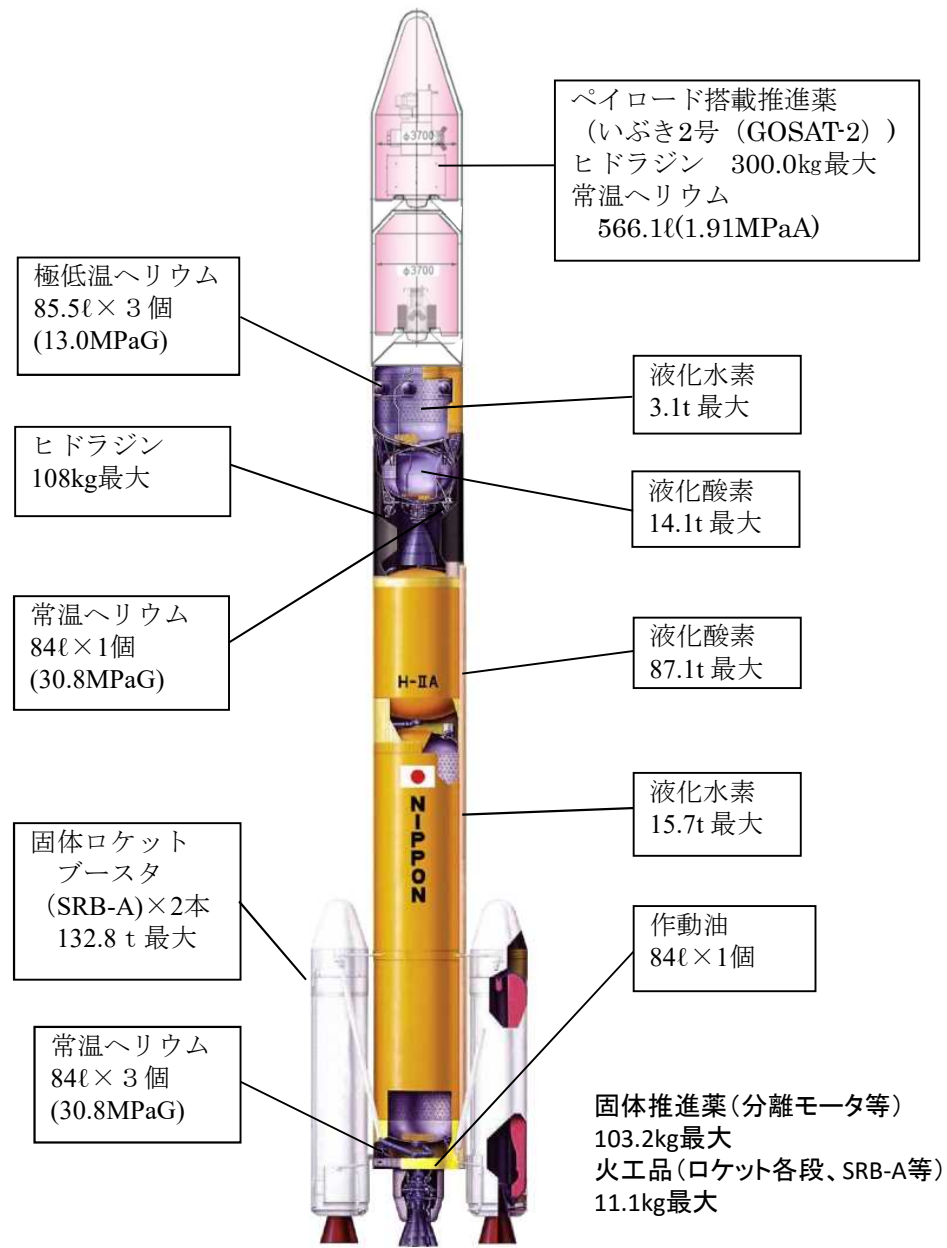 ペイロード搭載推進薬
（いぶき2号（GOSAT-2））
ヒドラジン　300.0kg最大
常温ヘリウム
566.1ℓ(1.91MPaA)
φ3700
φ3700
極低温ヘリウム
85.5ℓ×３個
(13.0MPaG)
液化水素
3.1t 最大
ヒドラジン
108kg最大
液化酸素
14.1t 最大
常温ヘリウム
84ℓ×1個
(30.8MPaG)
液化酸素
87.1t 最大
H-ⅡA
NIPPON
液化水素
15.7t 最大
固体ロケット
ブースタ
（SRB-A)×2本
132.8ｔ最大
作動油
84ℓ×1個
常温ヘリウム
84ℓ×３個
(30.8MPaG)
固体推進薬（分離モータ等）
103.2kg最大
火工品（ロケット各段、SRB-A等）
11.1kg最大